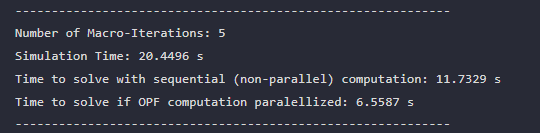 ------------------------------------------------------------
Number of Macro-Iterations: 5
Simulation Time: 20.4496 s
Time to solve with sequential (non-parallel) computation: 11.7329 s
Time to solve if OPF computation paralellized: 6.5587 s
------------------------------------------------------------